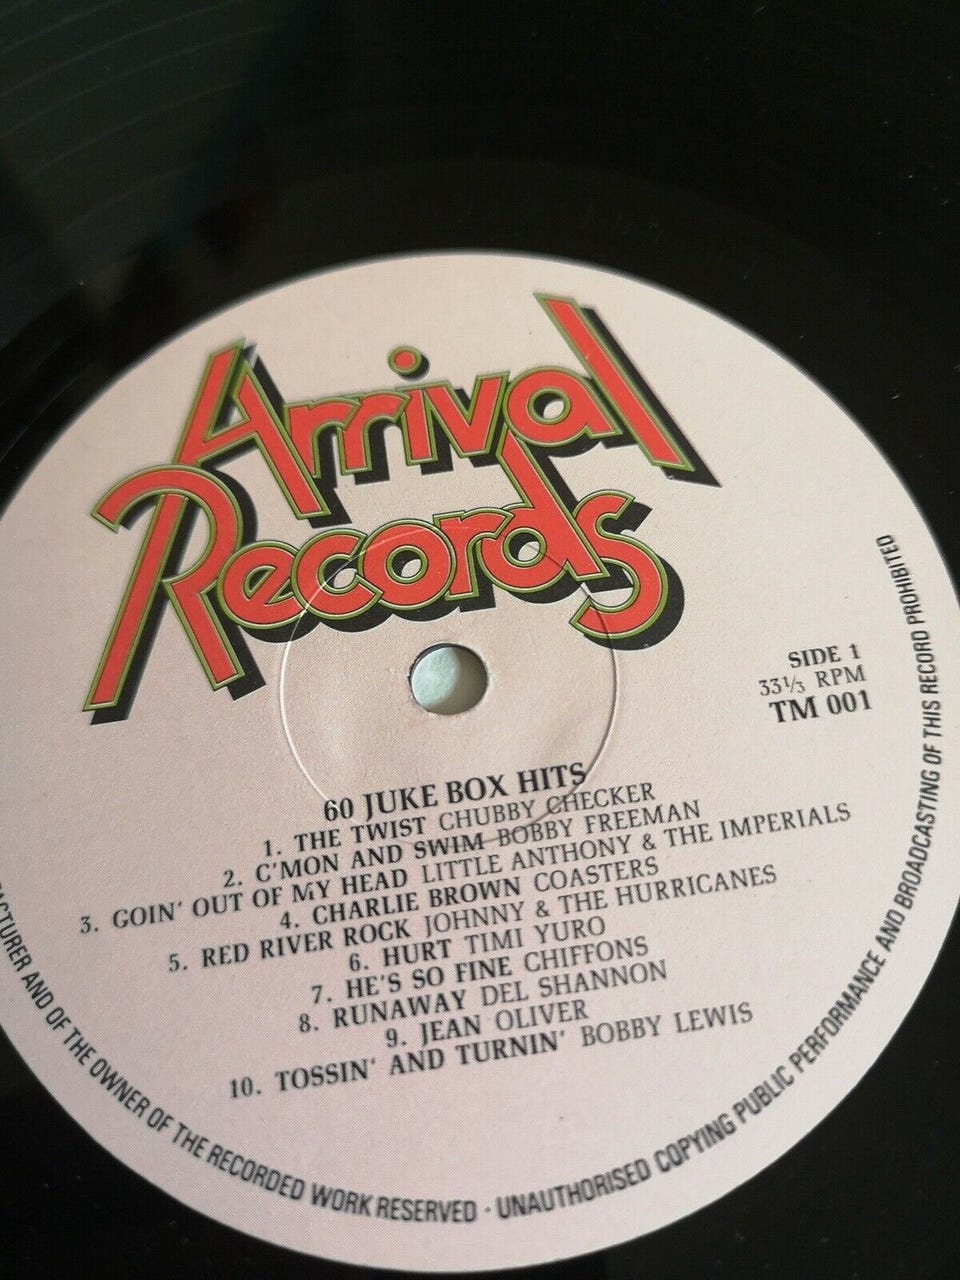 Arrival
Records
SIDE 1
33⅓ RPM
TM 001
60 JUKE BOX HITS
1. THE TWIST CHUBBY CHECKER
2. C'MON AND SWIM BOBBY FREEMAN
3. GOIN' OUT OF MY HEAD LITTLE ANTHONY & THE IMPERIALS
4. CHARLIE BROWN COASTERS
5. RED RIVER ROCK JOHNNY & THE HURRICANES
6. HURT TIMI YURO
7. HE'S SO FINE CHIFFONS
8. RUNAWAY DEL SHANNON
9. JEAN OLIVER
10. TOSSIN' AND TURNIN' BOBBY LEWIS
AND OF THE OWNER OF THE RECORDED WORK RESERVED · UNAUTHORISED COPYING PUBLIC PERFORMANCE AND BROADCASTING OF THIS RECORD PROHIBITED